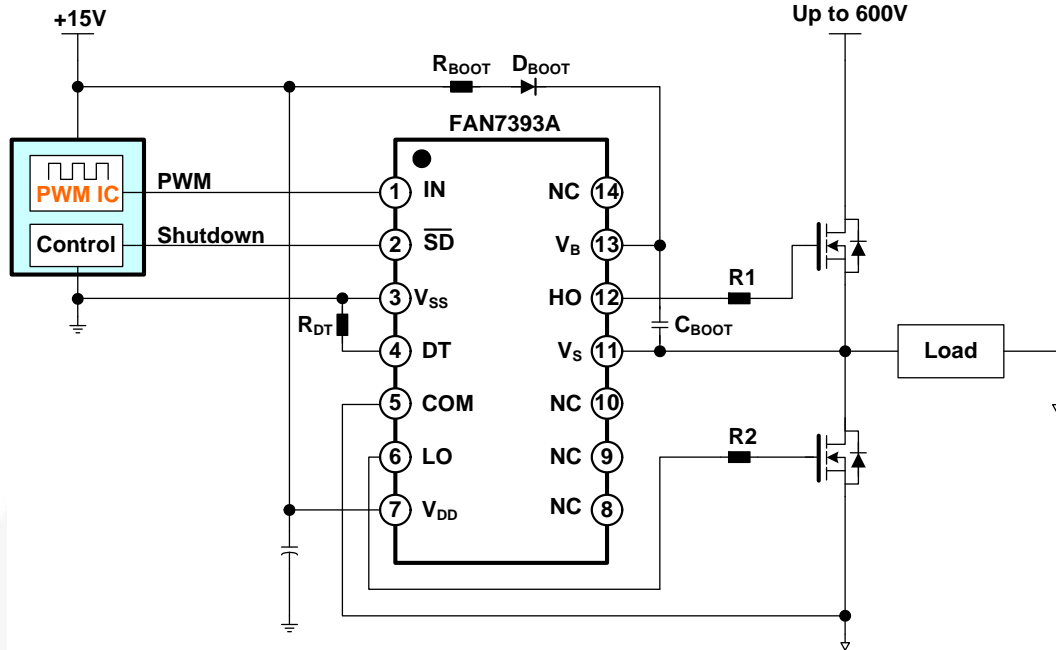 +15V
Up to 600V
RBOOT DBOOT
FAN7393A
PWM IC
PWM
1 IN
NC 14
Control
Shutdown
2 SD
VB 13
3 VSS
HO 12
R1
RDT
CBOOT
4 DT
VS 11
Load
5 COM
NC 10
6 LO
NC 9
R2
7 VDD
NC 8